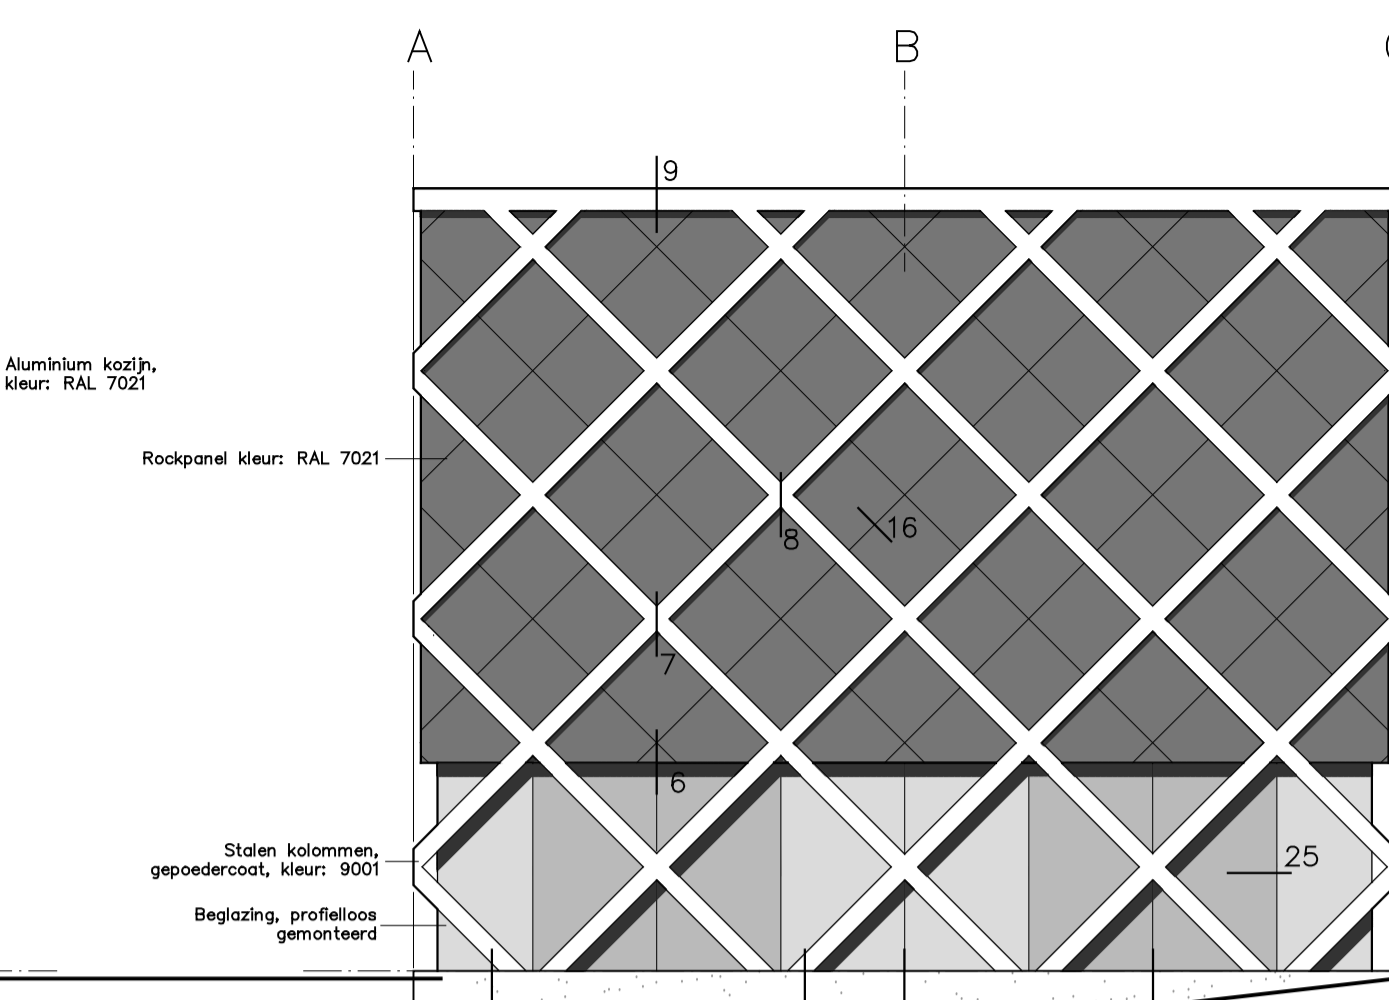 A
B
9
Aluminium kozijn,
kleur: RAL 7021
Rockpanel kleur: RAL 7021
16
8
7
6
Stalen kolommen,
gepoedercoat, kleur: 9001
25
Beglazing, profielloos
gemonteerd